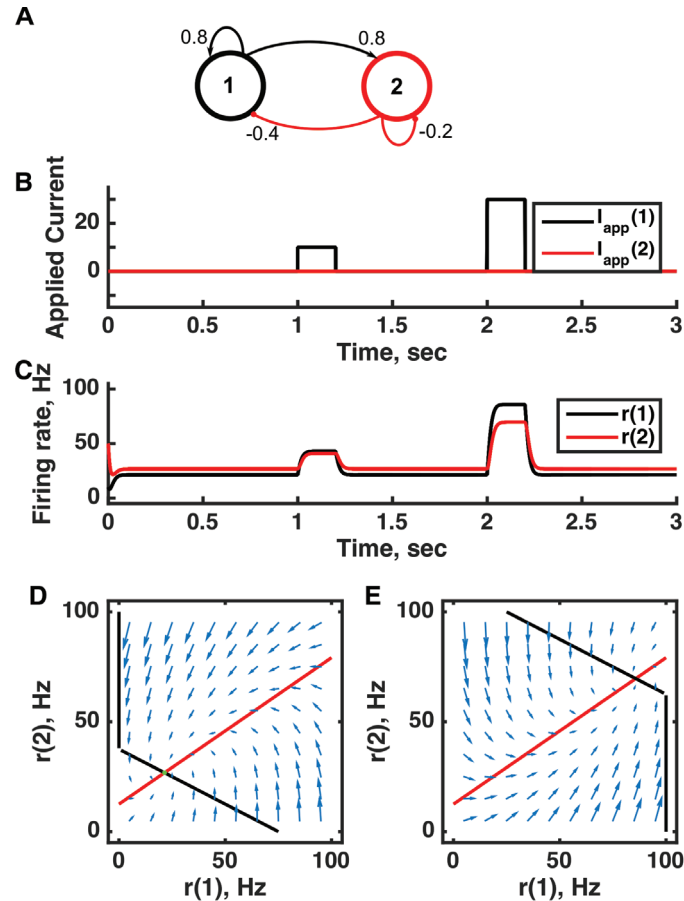 A
0.8
0.8
1
2
-0.4
-0.2
B
Applied Current
20
0
I app (1)
I app (2)
0
0.5
1
1.5
2
2.5
3
Time, sec
C
Firing rate, Hz
100
50
0
r(1)
r(2)
0
0.5
1
1.5
2
2.5
3
Time, sec
D
r(2), Hz
100
50
0
0
50
100
r(1), Hz
E
r(2), Hz
100
50
0
0
50
100
r(1), Hz